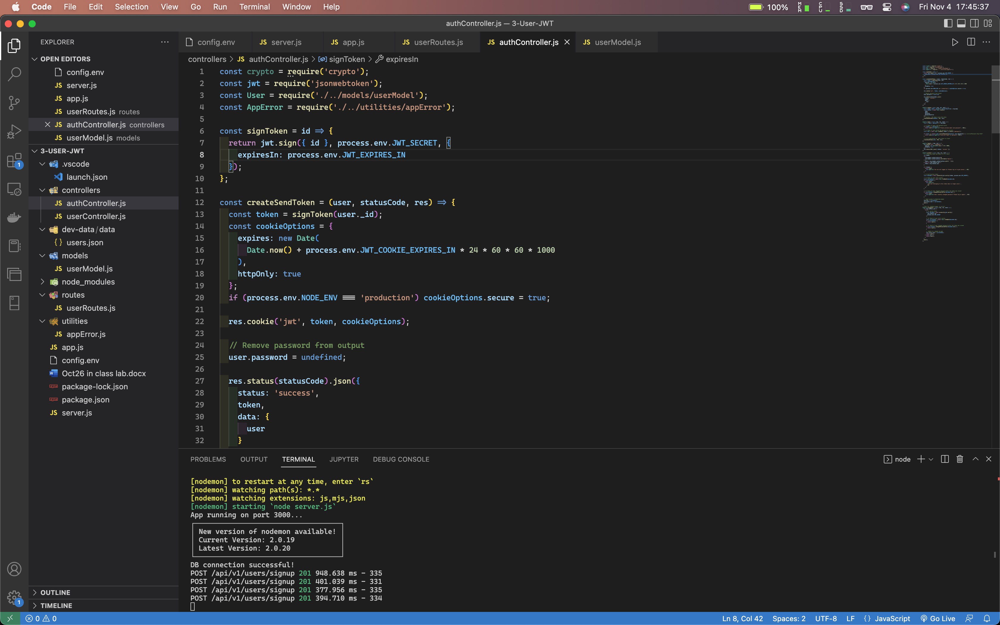 Code File Edit Selection View Go Run Terminal Window Help
100% MEM CPU SSD Fri Nov 4 17:45:37
authController.js — 3-User-JWT
EXPLORER
OPEN EDITORS
config.env
JS server.js
JS app.js
JS userRoutes.js routes
JS authController.js controllers
JS userModel.js models
3-USER-JWT
.vscode
launch.json
controllers
JS authController.js
JS userController.js
dev-data/data
{} users.json
models
JS userModel.js
node_modules
routes
JS userRoutes.js
utilities
JS appError.js
JS app.js
config.env
Oct26 in class lab.docx
package-lock.json
package.json
JS server.js
OUTLINE
TIMELINE
1
1
config.env JS server.js JS app.js JS userRoutes.js JS authController.js JS userModel.js
controllers > JS authController.js > signToken > expiresIn
1 const crypto = require('crypto');
2 const jwt = require('jsonwebtoken');
3 const User = require('./../models/userModel');
4 const AppError = require('./../utilities/appError');
5
6 const signToken = id => {
7 return jwt.sign({ id }, process.env.JWT_SECRET, {
8 expiresIn: process.env.JWT_EXPIRES_IN
9 });
10 };
11
12 const createSendToken = (user, statusCode, res) => {
13 const token = signToken(user._id);
14 const cookieOptions = {
15 expires: new Date(
16 Date.now() + process.env.JWT_COOKIE_EXPIRES_IN * 24 * 60 * 60 * 1000
17 ),
18 httpOnly: true
19 };
20 if (process.env.NODE_ENV === 'production') cookieOptions.secure = true;
21
22 res.cookie('jwt', token, cookieOptions);
23
24 // Remove password from output
25 user.password = undefined;
26
27 res.status(statusCode).json({
28 status: 'success',
29 token,
30 data: {
31 user
32 }
PROBLEMS OUTPUT TERMINAL JUPYTER DEBUG CONSOLE
node
[nodemon] to restart at any time, enter `rs`
[nodemon] watching path(s): *.*
[nodemon] watching extensions: js,mjs,json
[nodemon] starting `node server.js`
App running on port 3000...
New version of nodemon available!
Current Version: 2.0.19
Latest Version: 2.0.20
DB connection successful!
POST /api/v1/users/signup 201 948.638 ms - 335
POST /api/v1/users/signup 201 401.039 ms - 331
POST /api/v1/users/signup 201 377.956 ms - 335
POST /api/v1/users/signup 201 394.710 ms - 334
0 0
Ln 8, Col 42 Spaces: 2 UTF-8 LF {} JavaScript Go Live